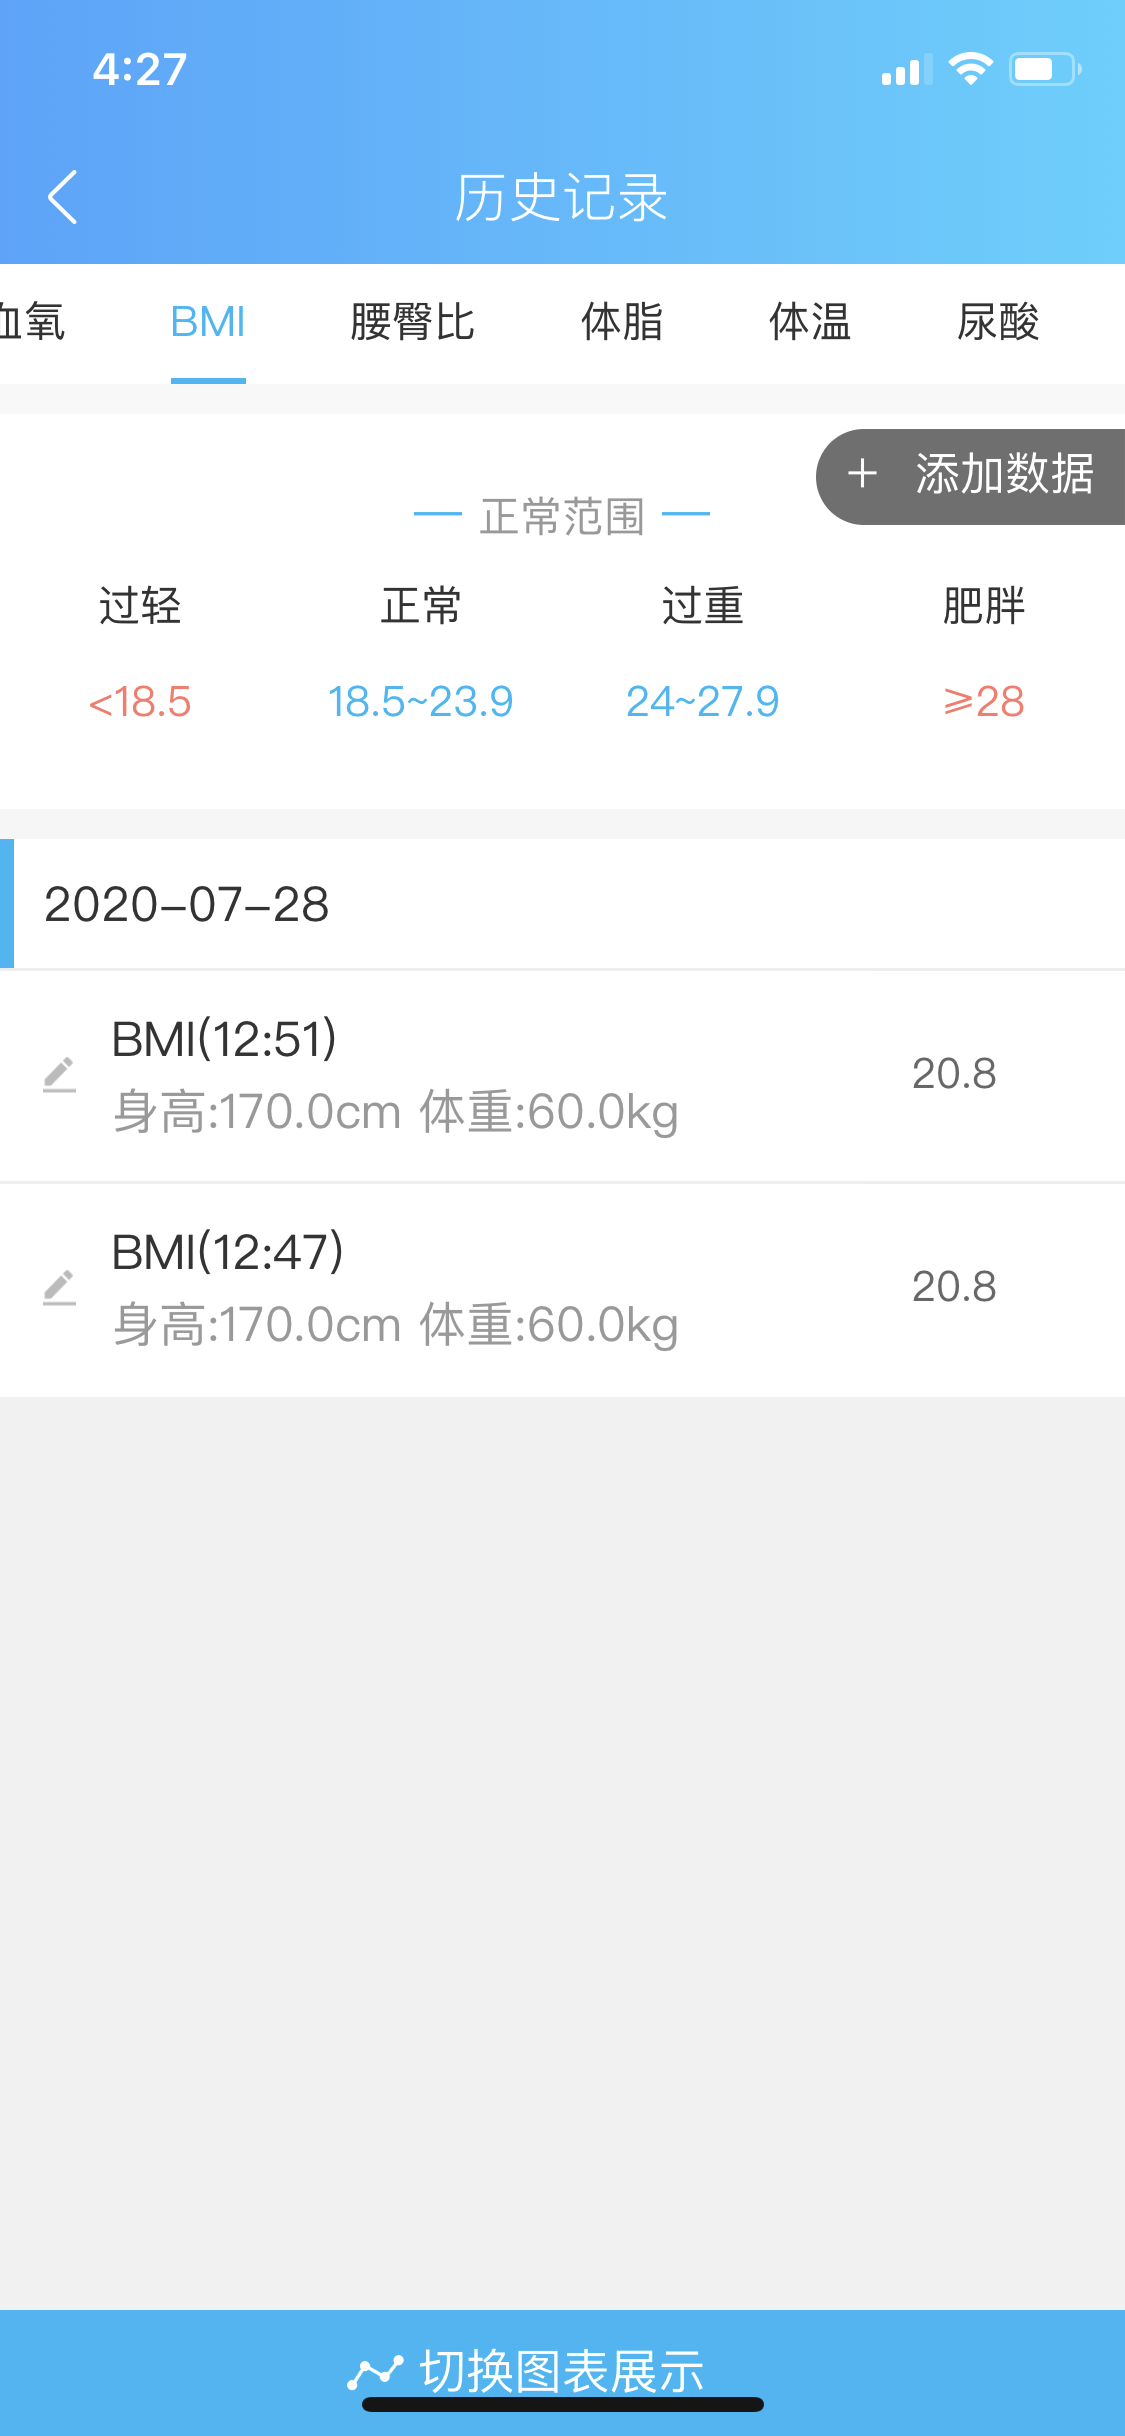 4:27
历史记录
血氧 BMI 腰臀比 体脂 体温 尿酸
+ 添加数据
正常范围
过轻 正常 过重 肥胖
<18.5 18.5~23.9 24~27.9 ⩾28
2020-07-28
BMI(12:51)
身高:170.0cm 体重:60.0kg
20.8
BMI(12:47)
身高:170.0cm 体重:60.0kg
20.8
切换图表展示